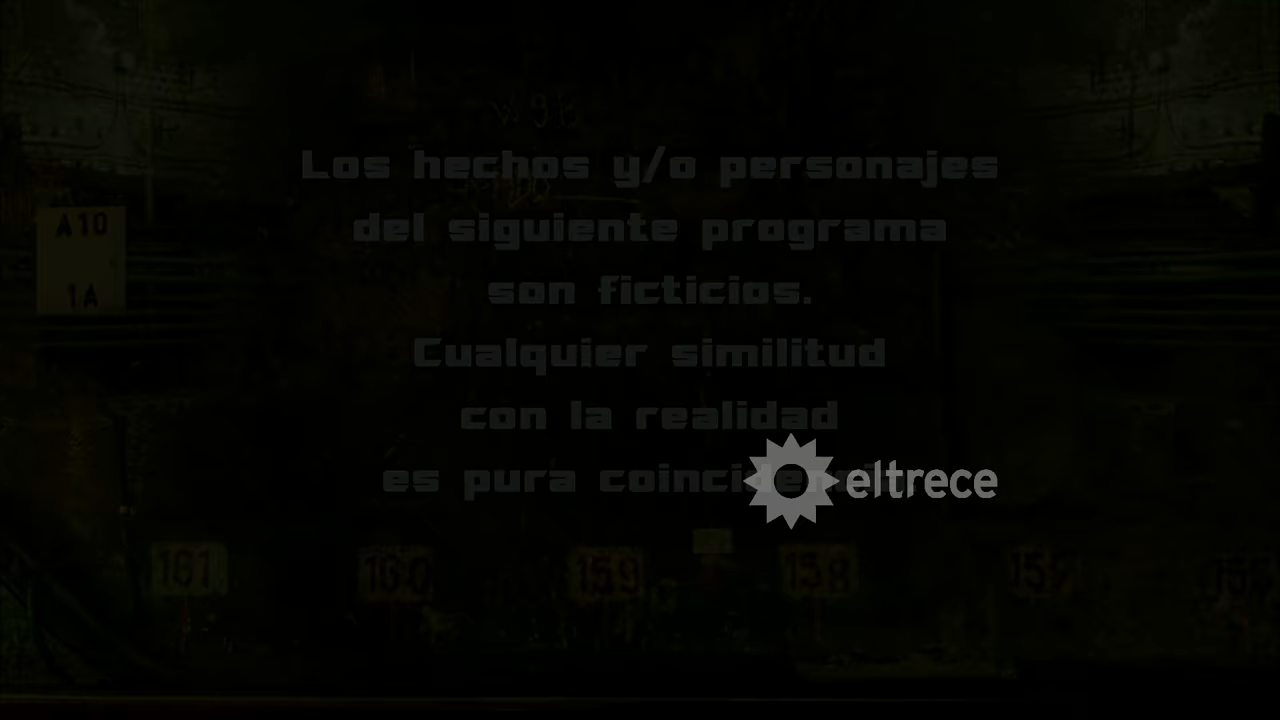 Los hechos y/o personajes
del siguiente programa
son ficticios.
Cualquier similitud
con la realidad
es pura
eltrece
A10
1A
161
160
159
158